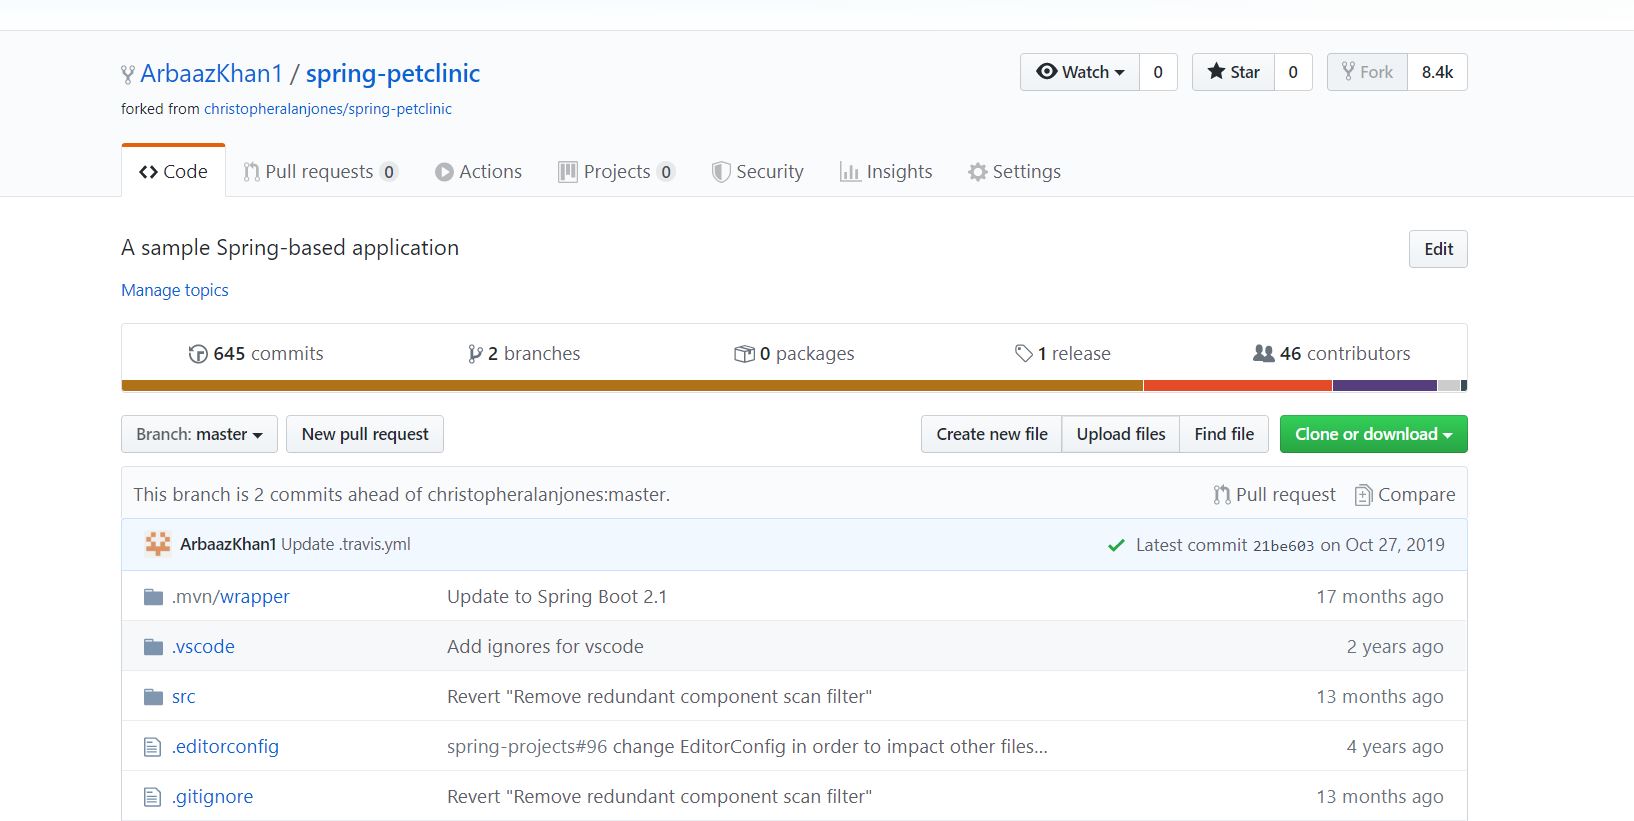 ArbaazKhan1 / spring-petclinic
Watch 0 Star 0 Fork 8.4k
forked from christopheralanjones/spring-petclinic
Code Pull requests 0 Actions Projects 0 Security Insights Settings
A sample Spring-based application
Edit
Manage topics
645 commits 2 branches 0 packages 1 release 46 contributors
Branch: master New pull request Create new file Upload files Find file Clone or download
This branch is 2 commits ahead of christopheralanjones:master. Pull request Compare
ArbaazKhan1 Update .travis.yml Latest commit 21be603 on Oct 27, 2019
.mvn/wrapper Update to Spring Boot 2.1 17 months ago
.vscode Add ignores for vscode 2 years ago
src Revert "Remove redundant component scan filter" 13 months ago
.editorconfig spring-projects#96 change EditorConfig in order to impact other files... 4 years ago
.gitignore Revert "Remove redundant component scan filter" 13 months ago